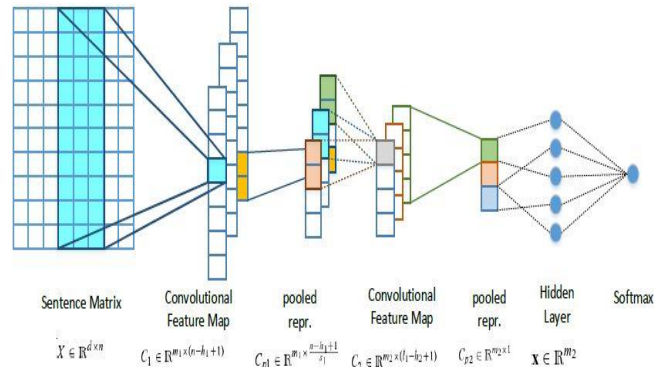 Sentence Matrix
Convolutional Feature Map
pooled repr.
Convolutional Feature Map
pooled repr.
Hidden Layer
Softmax
X ∈ ℝ^{d×n}
C₁ ∈ ℝ^{m₁×(n−h₁+1)}
C_{p1} ∈ ℝ^{m₁×\frac{n−h₁+1}{s₁}}
C₂ ∈ ℝ^{m₂×(l₁−h₂+1)}
C_{p2} ∈ ℝ^{m₂×1}
x ∈ ℝ^{m₂}